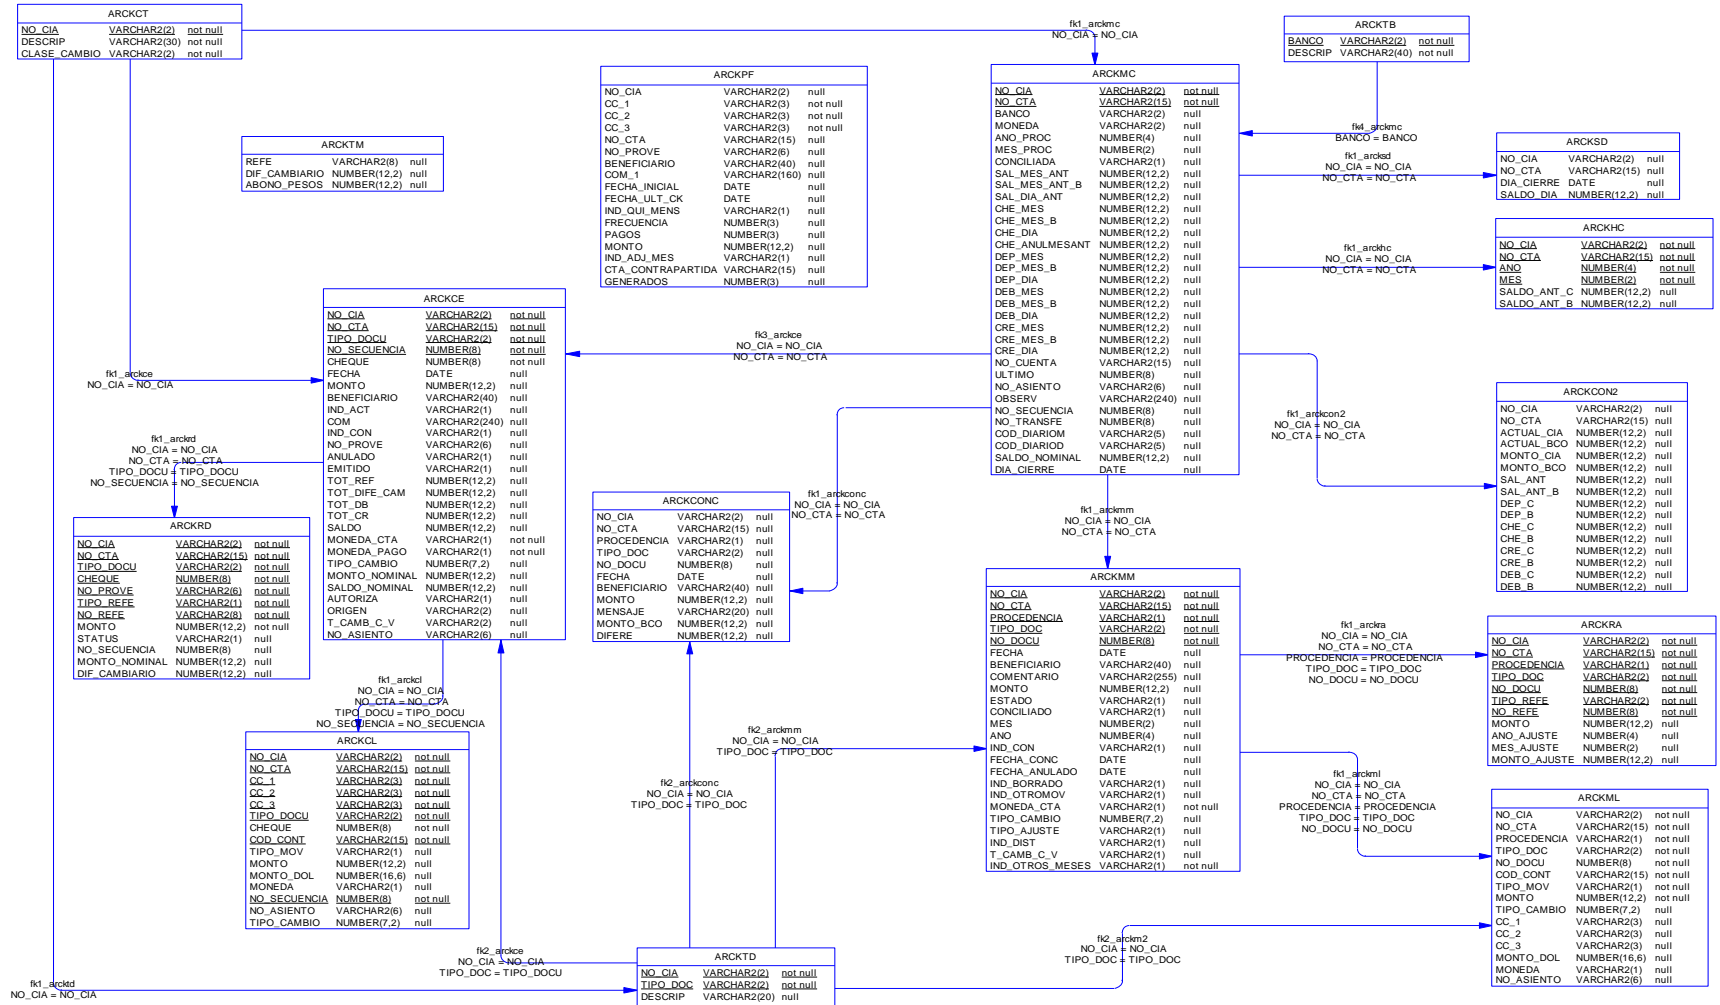 ARCKCT
NO_CIA VARCHAR2(2) not null
DESCRIP VARCHAR2(30) not null
CLASE_CAMBIO VARCHAR2(2) not null
fk1_arckmc
NO_CIA = NO_CIA
ARCKTB
BANCO VARCHAR2(2) not null
DESCRIP VARCHAR2(40) not null
ARCKPF
NO_CIA VARCHAR2(2) null
CC_1 VARCHAR2(3) not null
CC_2 VARCHAR2(3) not null
CC_3 VARCHAR2(3) not null
NO_CTA VARCHAR2(15) null
NO_PROVE VARCHAR2(6) null
BENEFICIARIO VARCHAR2(40) null
COM_1 VARCHAR2(160) null
FECHA_INICIAL DATE null
FECHA_ULT_CK DATE null
IND_QUI_MENS VARCHAR2(1) null
FRECUENCIA NUMBER(3) null
PAGOS NUMBER(3) null
MONTO NUMBER(12,2) null
IND_ADJ_MES VARCHAR2(1) null
CTA_CONTRAPARTIDA VARCHAR2(15) null
GENERADOS NUMBER(3) null
ARCKMC
NO_CIA VARCHAR2(2) not null
NO_CTA VARCHAR2(15) not null
BANCO VARCHAR2(2) null
MONEDA VARCHAR2(2) null
ANO_PROC NUMBER(4) null
MES_PROC NUMBER(2) null
CONCILIADA VARCHAR2(1) null
SAL_MES_ANT NUMBER(12,2) null
SAL_MES_ANT_B NUMBER(12,2) null
SAL_DIA_ANT NUMBER(12,2) null
CHE_MES NUMBER(12,2) null
CHE_MES_B NUMBER(12,2) null
CHE_DIA NUMBER(12,2) null
CHE_ANULMESANT NUMBER(12,2) null
DEP_MES NUMBER(12,2) null
DEP_MES_B NUMBER(12,2) null
DEP_DIA NUMBER(12,2) null
DEB_MES NUMBER(12,2) null
DEB_MES_B NUMBER(12,2) null
DEB_DIA NUMBER(12,2) null
CRE_MES NUMBER(12,2) null
CRE_MES_B NUMBER(12,2) null
CRE_DIA NUMBER(12,2) null
NO_CUENTA VARCHAR2(15) null
ULTIMO NUMBER(8) null
NO_ASIENTO VARCHAR2(6) null
OBSERV VARCHAR2(240) null
NO_SECUENCIA NUMBER(8) null
NO_TRANSFE NUMBER(8) null
COD_DIARIOM VARCHAR2(5) null
COD_DIARIOD VARCHAR2(5) null
SALDO_NOMINAL NUMBER(12,2) null
DIA_CIERRE DATE null
fk4_arckmc
BANCO = BANCO
ARCKTM
REFE VARCHAR2(8) null
DIF_CAMBIARIO NUMBER(12,2) null
ABONO_PESOS NUMBER(12,2) null
fk1_arcksd
NO_CIA = NO_CIA
NO_CTA = NO_CTA
ARCKSD
NO_CIA VARCHAR2(2) null
NO_CTA VARCHAR2(15) null
DIA_CIERRE DATE null
SALDO_DIA NUMBER(12,2) null
fk1_arckhc
NO_CIA = NO_CIA
NO_CTA = NO_CTA
ARCKHC
NO_CIA VARCHAR2(2) not null
NO_CTA VARCHAR2(15) not null
ANO NUMBER(4) not null
MES NUMBER(2) not null
SALDO_ANT_C NUMBER(12,2) null
SALDO_ANT_B NUMBER(12,2) null
ARCKCE
NO_CIA VARCHAR2(2) not null
NO_CTA VARCHAR2(15) not null
TIPO_DOCU VARCHAR2(2) not null
NO_SECUENCIA NUMBER(8) not null
CHEQUE NUMBER(8) not null
FECHA DATE null
MONTO NUMBER(12,2) null
BENEFICIARIO VARCHAR2(40) null
IND_ACT VARCHAR2(1) null
COM VARCHAR2(240) null
IND_CON VARCHAR2(1) null
NO_PROVE VARCHAR2(6) null
ANULADO VARCHAR2(1) null
EMITIDO VARCHAR2(1) null
TOT_REF NUMBER(12,2) null
TOT_DIFE_CAM NUMBER(12,2) null
TOT_DB NUMBER(12,2) null
TOT_CR NUMBER(12,2) null
SALDO NUMBER(12,2) null
MONEDA_CTA VARCHAR2(1) not null
MONEDA_PAGO VARCHAR2(1) not null
TIPO_CAMBIO NUMBER(7,2) null
MONTO_NOMINAL NUMBER(12,2) null
SALDO_NOMINAL NUMBER(12,2) null
AUTORIZA VARCHAR2(1) null
ORIGEN VARCHAR2(2) null
T_CAMB_C_V VARCHAR2(2) null
NO_ASIENTO VARCHAR2(6) null
fk3_arckce
NO_CIA = NO_CIA
NO_CTA = NO_CTA
fk1_arckce
NO_CIA = NO_CIA
fk1_arckcon2
NO_CIA = NO_CIA
NO_CTA = NO_CTA
ARCKCON2
NO_CIA VARCHAR2(2) null
NO_CTA VARCHAR2(15) null
ACTUAL_CIA NUMBER(12,2) null
ACTUAL_BCO NUMBER(12,2) null
MONTO_CIA NUMBER(12,2) null
MONTO_BCO NUMBER(12,2) null
SAL_ANT NUMBER(12,2) null
SAL_ANT_B NUMBER(12,2) null
DEP_C NUMBER(12,2) null
DEP_B NUMBER(12,2) null
CHE_C NUMBER(12,2) null
CHE_B NUMBER(12,2) null
CRE_C NUMBER(12,2) null
CRE_B NUMBER(12,2) null
DEB_C NUMBER(12,2) null
DEB_B NUMBER(12,2) null
fk1_arckrd
NO_CIA = NO_CIA
NO_CTA = NO_CTA
TIPO_DOCU = TIPO_DOCU
NO_SECUENCIA = NO_SECUENCIA
ARCKRD
NO_CIA VARCHAR2(2) not null
NO_CTA VARCHAR2(15) not null
TIPO_DOCU VARCHAR2(2) not null
CHEQUE NUMBER(8) not null
NO_PROVE VARCHAR2(6) not null
TIPO_REFE VARCHAR2(1) not null
NO_REFE VARCHAR2(8) not null
MONTO NUMBER(12,2) not null
STATUS VARCHAR2(1) null
NO_SECUENCIA NUMBER(8) null
MONTO_NOMINAL NUMBER(12,2) null
DIF_CAMBIARIO NUMBER(12,2) null
ARCKCONC
NO_CIA VARCHAR2(2) null
NO_CTA VARCHAR2(15) null
PROCEDENCIA VARCHAR2(1) null
TIPO_DOC VARCHAR2(2) null
NO_DOCU NUMBER(8) null
FECHA DATE null
BENEFICIARIO VARCHAR2(40) null
MONTO NUMBER(12,2) null
MENSAJE VARCHAR2(20) null
MONTO_BCO NUMBER(12,2) null
DIFERE NUMBER(12,2) null
fk1_arckconc
NO_CIA = NO_CIA
NO_CTA = NO_CTA
fk1_arckmm
NO_CIA = NO_CIA
NO_CTA = NO_CTA
ARCKMM
NO_CIA VARCHAR2(2) not null
NO_CTA VARCHAR2(15) not null
PROCEDENCIA VARCHAR2(1) not null
TIPO_DOC VARCHAR2(2) not null
NO_DOCU NUMBER(8) not null
FECHA DATE null
BENEFICIARIO VARCHAR2(40) null
COMENTARIO VARCHAR2(255) null
MONTO NUMBER(12,2) null
ESTADO VARCHAR2(1) null
CONCILIADO VARCHAR2(1) null
MES NUMBER(2) null
ANO NUMBER(4) null
IND_CON VARCHAR2(1) null
FECHA_CONC DATE null
FECHA_ANULADO DATE null
IND_BORRADO VARCHAR2(1) null
IND_OTROMOV VARCHAR2(1) null
MONEDA_CTA VARCHAR2(1) not null
TIPO_CAMBIO NUMBER(7,2) null
TIPO_AJUSTE VARCHAR2(1) null
IND_DIST VARCHAR2(1) null
T_CAMB_C_V VARCHAR2(1) null
IND_OTROS_MESES VARCHAR2(1) not null
fk1_arckra
NO_CIA = NO_CIA
NO_CTA = NO_CTA
PROCEDENCIA = PROCEDENCIA
TIPO_DOC = TIPO_DOC
NO_DOCU = NO_DOCU
ARCKRA
NO_CIA VARCHAR2(2) not null
NO_CTA VARCHAR2(15) not null
PROCEDENCIA VARCHAR2(1) not null
TIPO_DOC VARCHAR2(2) not null
NO_DOCU NUMBER(8) not null
TIPO_REFE VARCHAR2(2) not null
NO_REFE NUMBER(8) not null
MONTO NUMBER(12,2) null
ANO_AJUSTE NUMBER(4) null
MES_AJUSTE NUMBER(2) null
MONTO_AJUSTE NUMBER(12,2) null
fk1_arckcl
NO_CIA = NO_CIA
NO_CTA = NO_CTA
TIPO_DOCU = TIPO_DOCU
NO_SECUENCIA = NO_SECUENCIA
ARCKCL
NO_CIA VARCHAR2(2) not null
NO_CTA VARCHAR2(15) not null
CC_1 VARCHAR2(3) not null
CC_2 VARCHAR2(3) not null
CC_3 VARCHAR2(3) not null
TIPO_DOCU VARCHAR2(2) not null
CHEQUE NUMBER(8) not null
COD_CONT VARCHAR2(15) not null
TIPO_MOV VARCHAR2(1) null
MONTO NUMBER(12,2) null
MONTO_DOL NUMBER(16,6) null
MONEDA VARCHAR2(1) null
NO_SECUENCIA NUMBER(8) not null
NO_ASIENTO VARCHAR2(6) null
TIPO_CAMBIO NUMBER(7,2) null
fk2_arckmm
NO_CIA = NO_CIA
TIPO_DOC = TIPO_DOC
fk2_arckconc
NO_CIA = NO_CIA
TIPO_DOC = TIPO_DOC
fk1_arckml
NO_CIA = NO_CIA
NO_CTA = NO_CTA
PROCEDENCIA = PROCEDENCIA
TIPO_DOC = TIPO_DOC
NO_DOCU = NO_DOCU
ARCKML
NO_CIA VARCHAR2(2) not null
NO_CTA VARCHAR2(15) not null
PROCEDENCIA VARCHAR2(1) not null
TIPO_DOC VARCHAR2(2) not null
NO_DOCU NUMBER(8) not null
COD_CONT VARCHAR2(15) not null
TIPO_MOV VARCHAR2(1) not null
MONTO NUMBER(12,2) not null
TIPO_CAMBIO NUMBER(7,2) null
CC_1 VARCHAR2(3) null
CC_2 VARCHAR2(3) null
CC_3 VARCHAR2(3) null
MONTO_DOL NUMBER(16,6) null
MONEDA VARCHAR2(1) null
NO_ASIENTO VARCHAR2(6) null
fk2_arckce
NO_CIA = NO_CIA
TIPO_DOC = TIPO_DOCU
fk2_arckm2
NO_CIA = NO_CIA
TIPO_DOC = TIPO_DOC
ARCKTD
NO_CIA VARCHAR2(2) not null
TIPO_DOC VARCHAR2(2) not null
DESCRIP VARCHAR2(20) null
fk1_arcktd
NO_CIA = NO_CIA